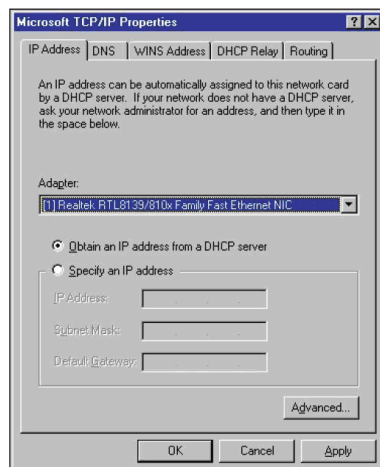 Microsoft TCP/IP Properties
IP Address DNS WINS Address DHCP Relay Routing
An IP address can be automatically assigned to this network card
by a DHCP server. If your network does not have a DHCP server,
ask your network administrator for an address, and then type it in
the space below.
Adapter:
[1] Realtek RTL8139/810x Family Fast Ethernet NIC
Obtain an IP address from a DHCP server
Specify an IP address
IP Address:
Subnet Mask:
Default Gateway:
Advanced...
OK Cancel Apply